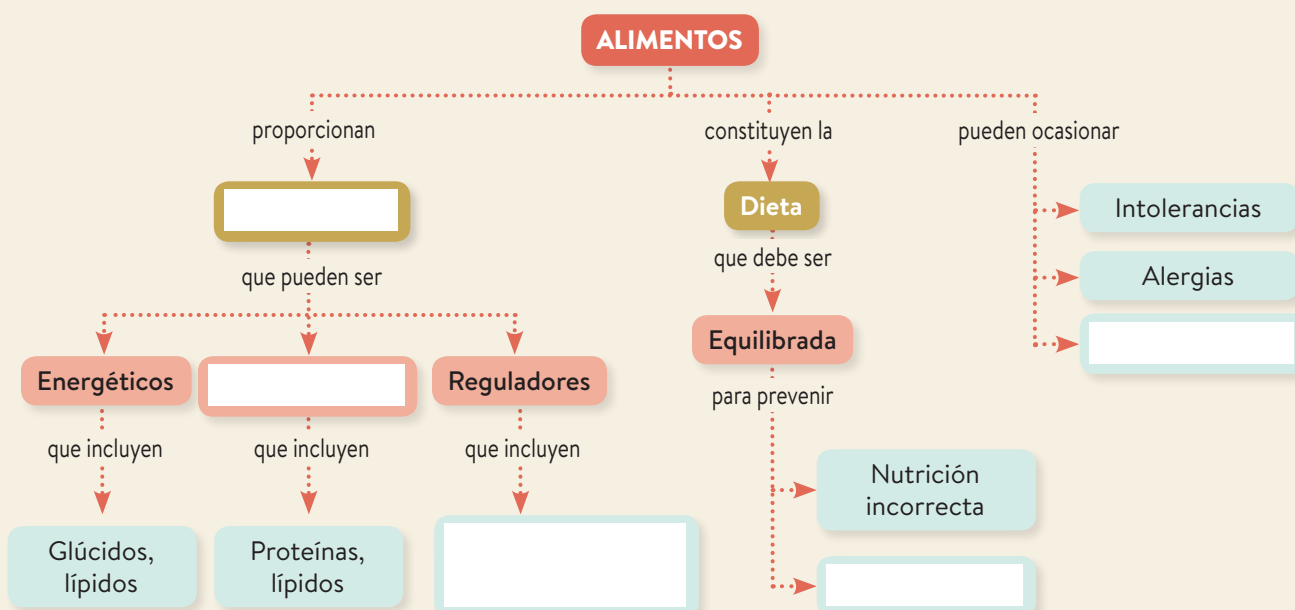 ALIMENTOS
proporcionan
constituyen la
pueden ocasionar
Dieta
Intolerancias
que pueden ser
que debe ser
Alergias
Energéticos
Reguladores
Equilibrada
que incluyen
que incluyen
que incluyen
para prevenir
Glúcidos,
lípidos
Proteínas,
lípidos
Nutrición
incorrecta